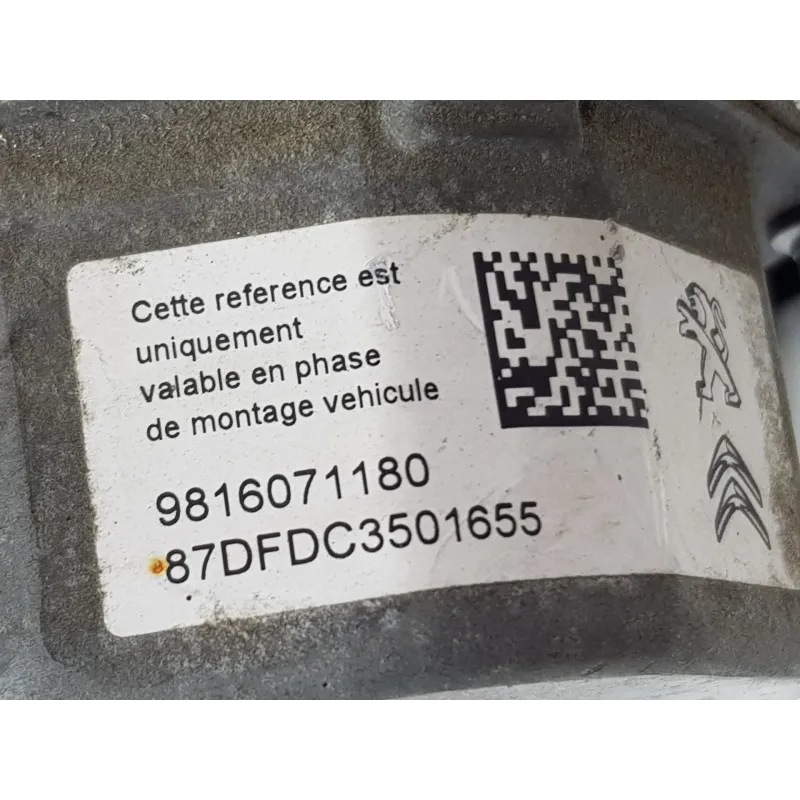 Cette reference est
uniquement
valable en phase
de montage vehicule
9816071180
87DFDC3501655